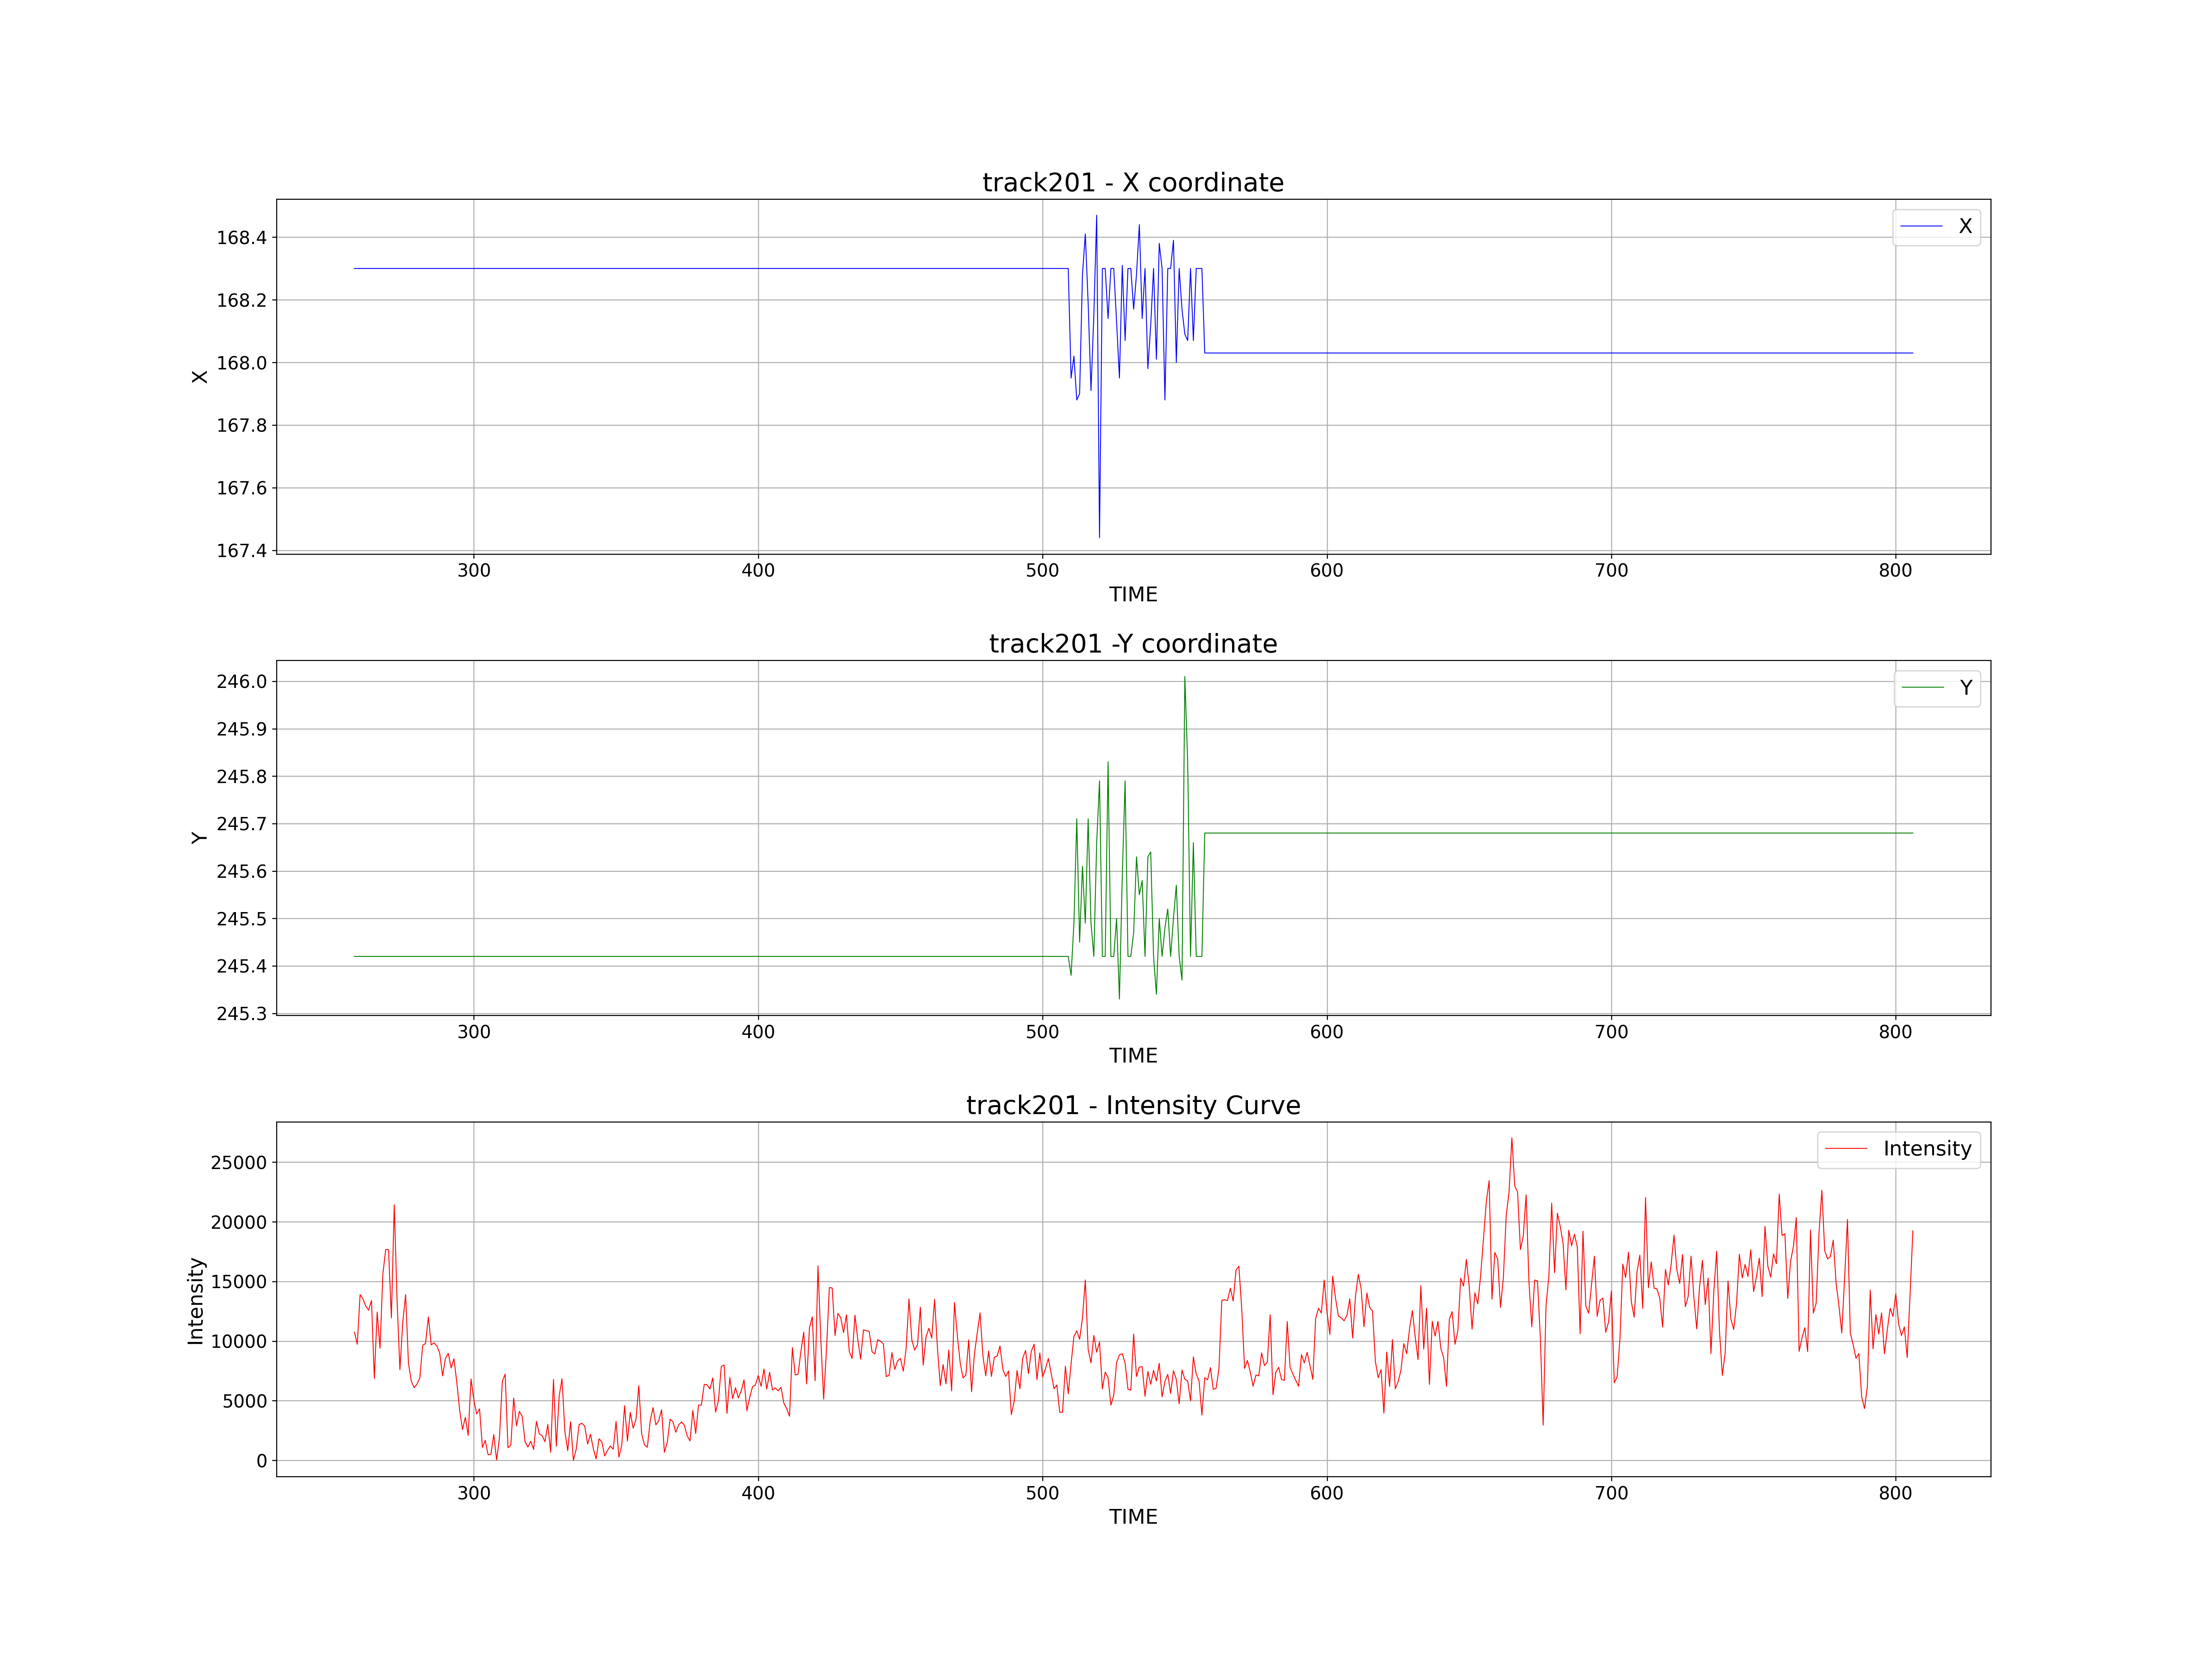 track201 - X coordinate
X
168.4
168.2
168.0
167.8
167.6
167.4
X
300 400 500 600 700 800
TIME
track201 -Y coordinate
Y
246.0
245.9
245.8
245.7
245.6
245.5
245.4
245.3
Y
300 400 500 600 700 800
TIME
track201 - Intensity Curve
Intensity
25000
20000
15000
10000
5000
0
Intensity
300 400 500 600 700 800
TIME